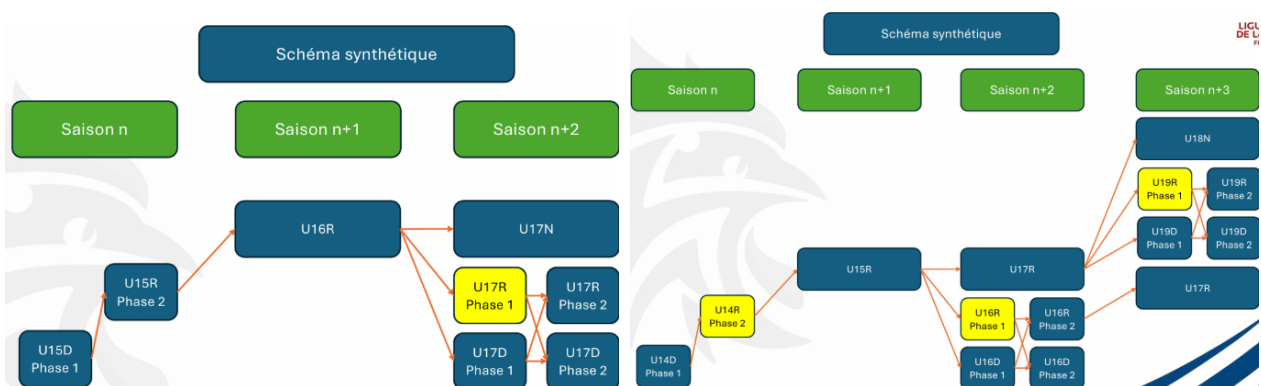 Schéma synthétique
Saison n
Saison n+1
Saison n+2
U16R
U17N
U15R
Phase 2
U17R
Phase 1
U17R
Phase 2
U15D
Phase 1
U17D
Phase 1
U17D
Phase 2
Schéma synthétique
LIGU
DE L
Saison n
Saison n+1
Saison n+2
Saison n+3
U18N
U19R
Phase 1
U19R
Phase 2
U19D
Phase 1
U19D
Phase 2
U15R
U17R
U17R
U14R
Phase 2
U16R
Phase 1
U16R
Phase 2
U14D
Phase 1
U16D
Phase 1
U16D
Phase 2